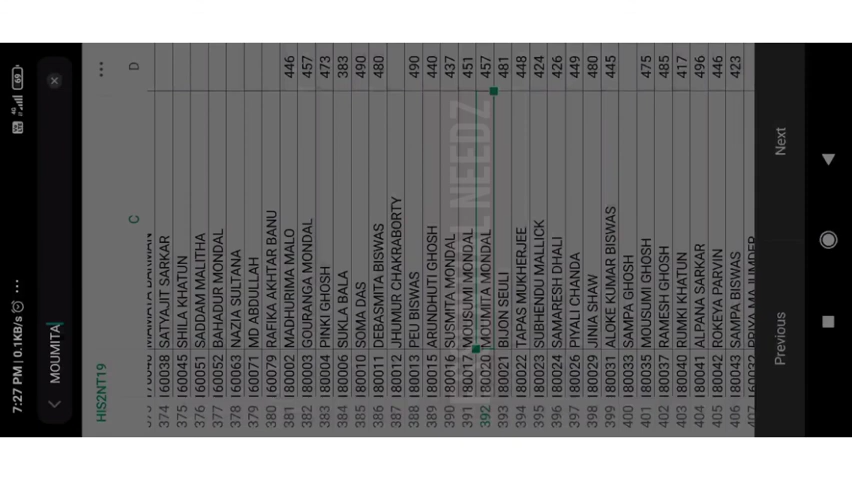 7:27 PM | 0.1KB/s
69
MOUMITA
HIS2NT19
C D
374 160038 SATYAJIT SARKAR
375 160045 SHILA KHATUN
376 160051 SADDAM MALITHA
377 160052 BAHADUR MONDAL
378 160063 NAZIA SULTANA
379 160071 MD ABDULLAH
380 160079 RAFIKA AKHTAR BANU
381 180002 MADHURIMA MALO 446
382 180003 GOURANGA MONDAL 457
383 180004 PINKI GHOSH 473
384 180006 SUKLA BALA 383
385 180010 SOMA DAS 490
386 180011 DEBASMITA BISWAS 480
387 180012 JHUMUR CHAKRABORTY
388 180013 PEU BISWAS 490
389 180015 ARUNDHUTI GHOSH 440
390 180016 SUSMITA MONDAL 437
391 180017 MOUSUMI MONDAL 451
392 180020 MOUMITA MONDAL 457
393 180021 UJON SEULI 481
394 180022 TAPAS MUKHERJEE 448
395 180023 SUBHENDU MALLICK 424
396 180024 SAMARESH DHALI 426
397 180026 PIYALI CHANDA 449
398 180029 JINIA SHAW 480
399 180031 ALOKE KUMAR BISWAS 445
400 180033 SAMPA GHOSH
401 180035 MOUSUMI GHOSH 475
402 180037 RAMESH GHOSH 485
403 180040 RUMKI KHATUN 417
404 180041 ALPANA SARKAR 496
405 180042 ROKEYA PARVIN 446
406 180043 SAMPA BISWAS 423
Previous Next
NEEDZ